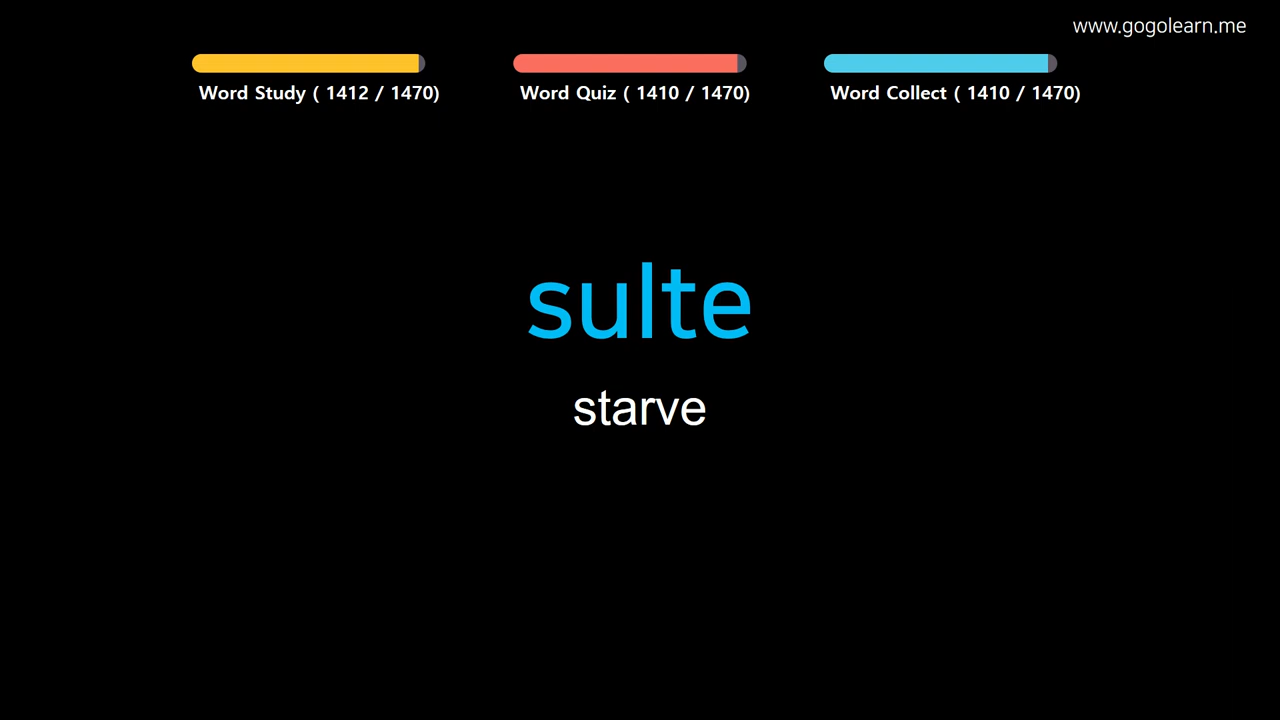 www.gogolearn.me
Word Study ( 1412 / 1470)
Word Quiz ( 1410 / 1470)
Word Collect ( 1410 / 1470)
sulte
starve